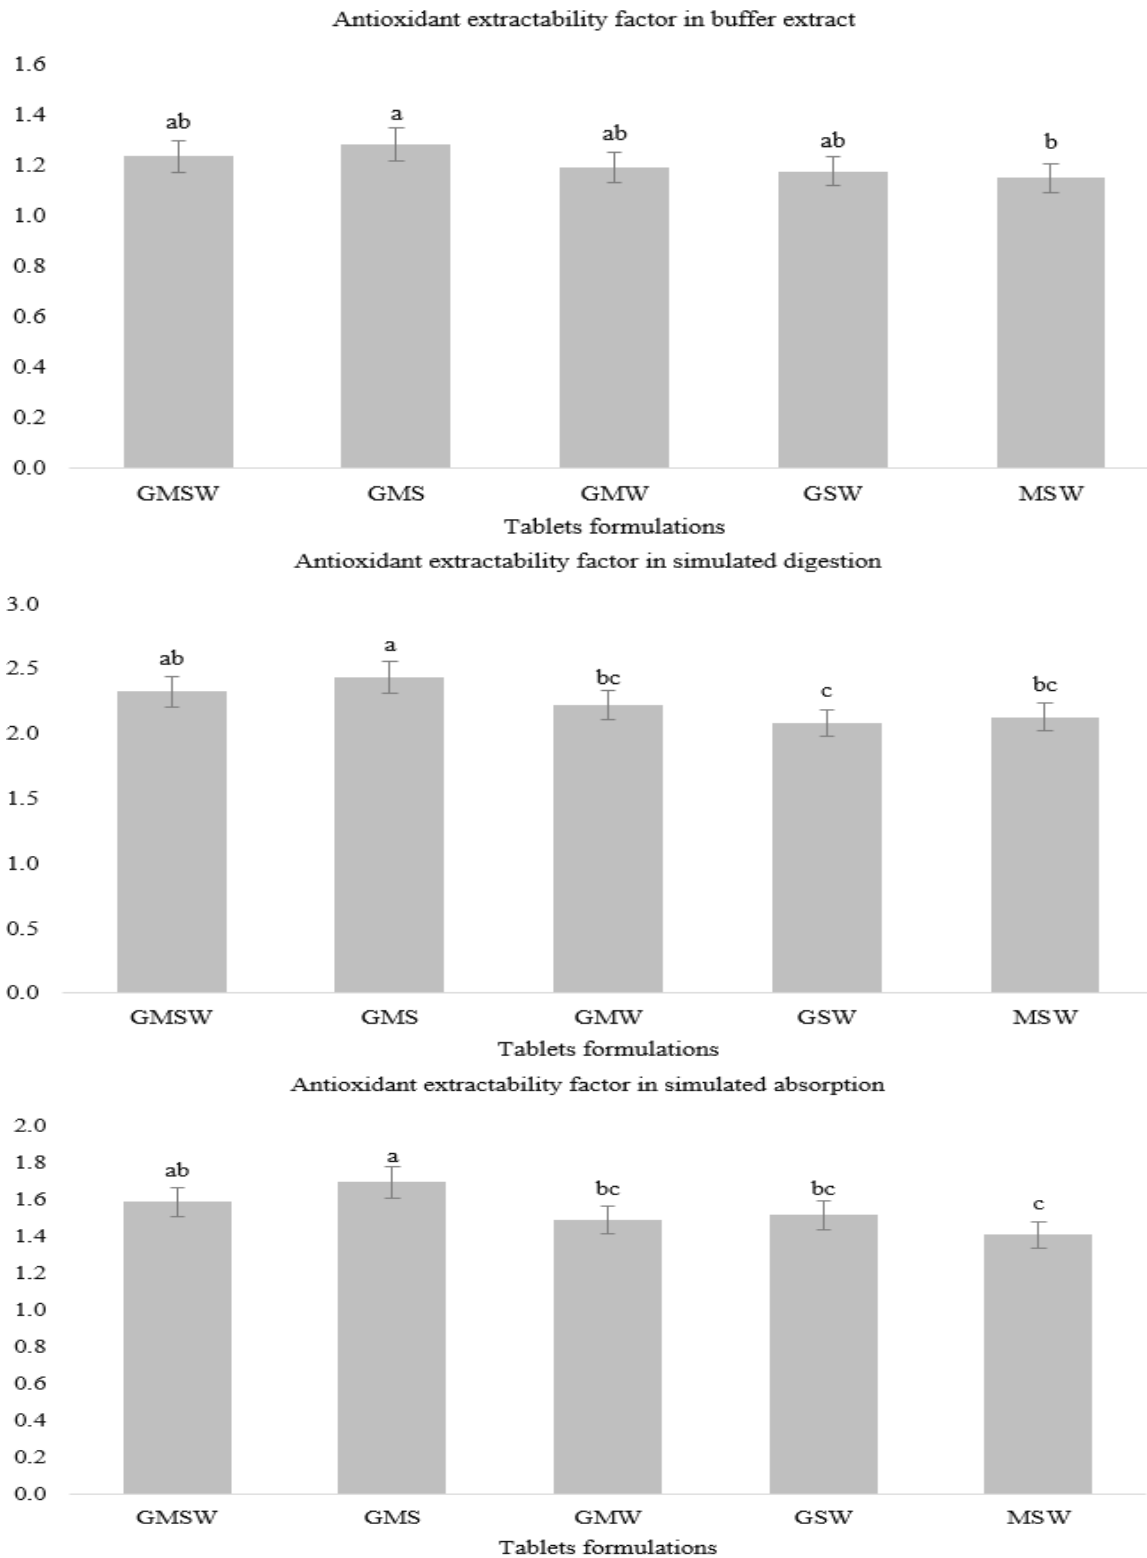 Antioxidant extractability factor in buffer extract
1.6
1.4
1.2
1.0
0.8
0.6
0.4
0.2
0.0
ab
a
ab
ab
b
GMSW GMS GMW GSW MSW
Tablets formulations
Antioxidant extractability factor in simulated digestion
3.0
2.5
2.0
1.5
1.0
0.5
0.0
ab
a
bc
c
bc
GMSW GMS GMW GSW MSW
Tablets formulations
Antioxidant extractability factor in simulated absorption
2.0
1.8
1.6
1.4
1.2
1.0
0.8
0.6
0.4
0.2
0.0
ab
a
bc
bc
c
GMSW GMS GMW GSW MSW
Tablets formulations